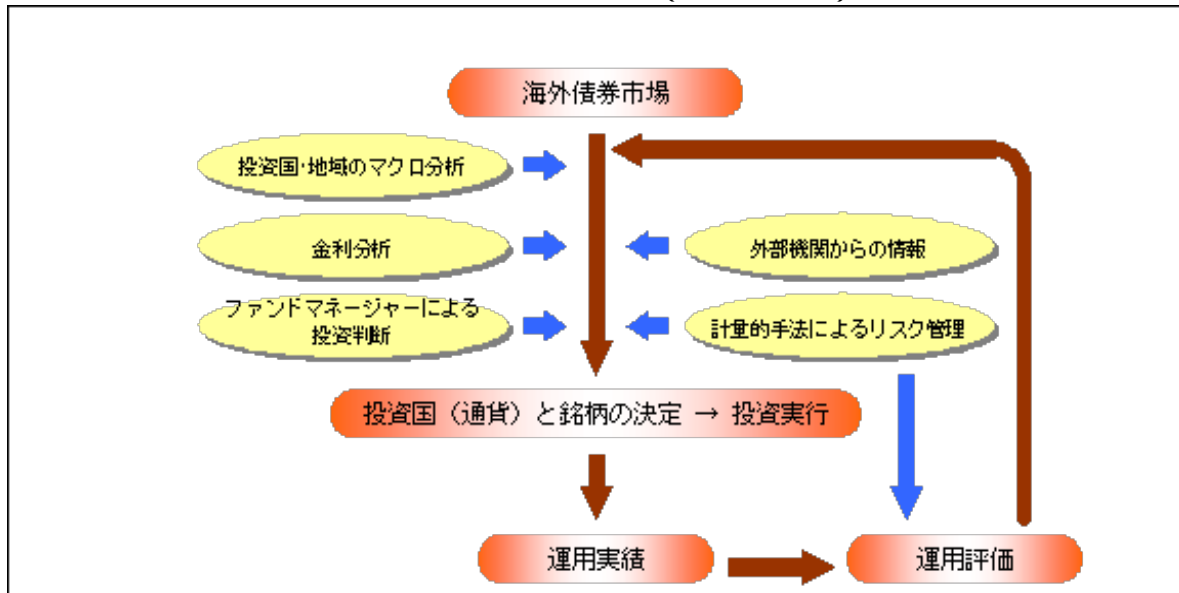 海外債券市場
投資国・地域のマクロ分析
金利分析
外部機関からの情報
ファンドマネージャーによる
投資判断
計量的手法によるリスク管理
投資国（通貨）と銘柄の決定 → 投資実行
運用実績
運用評価